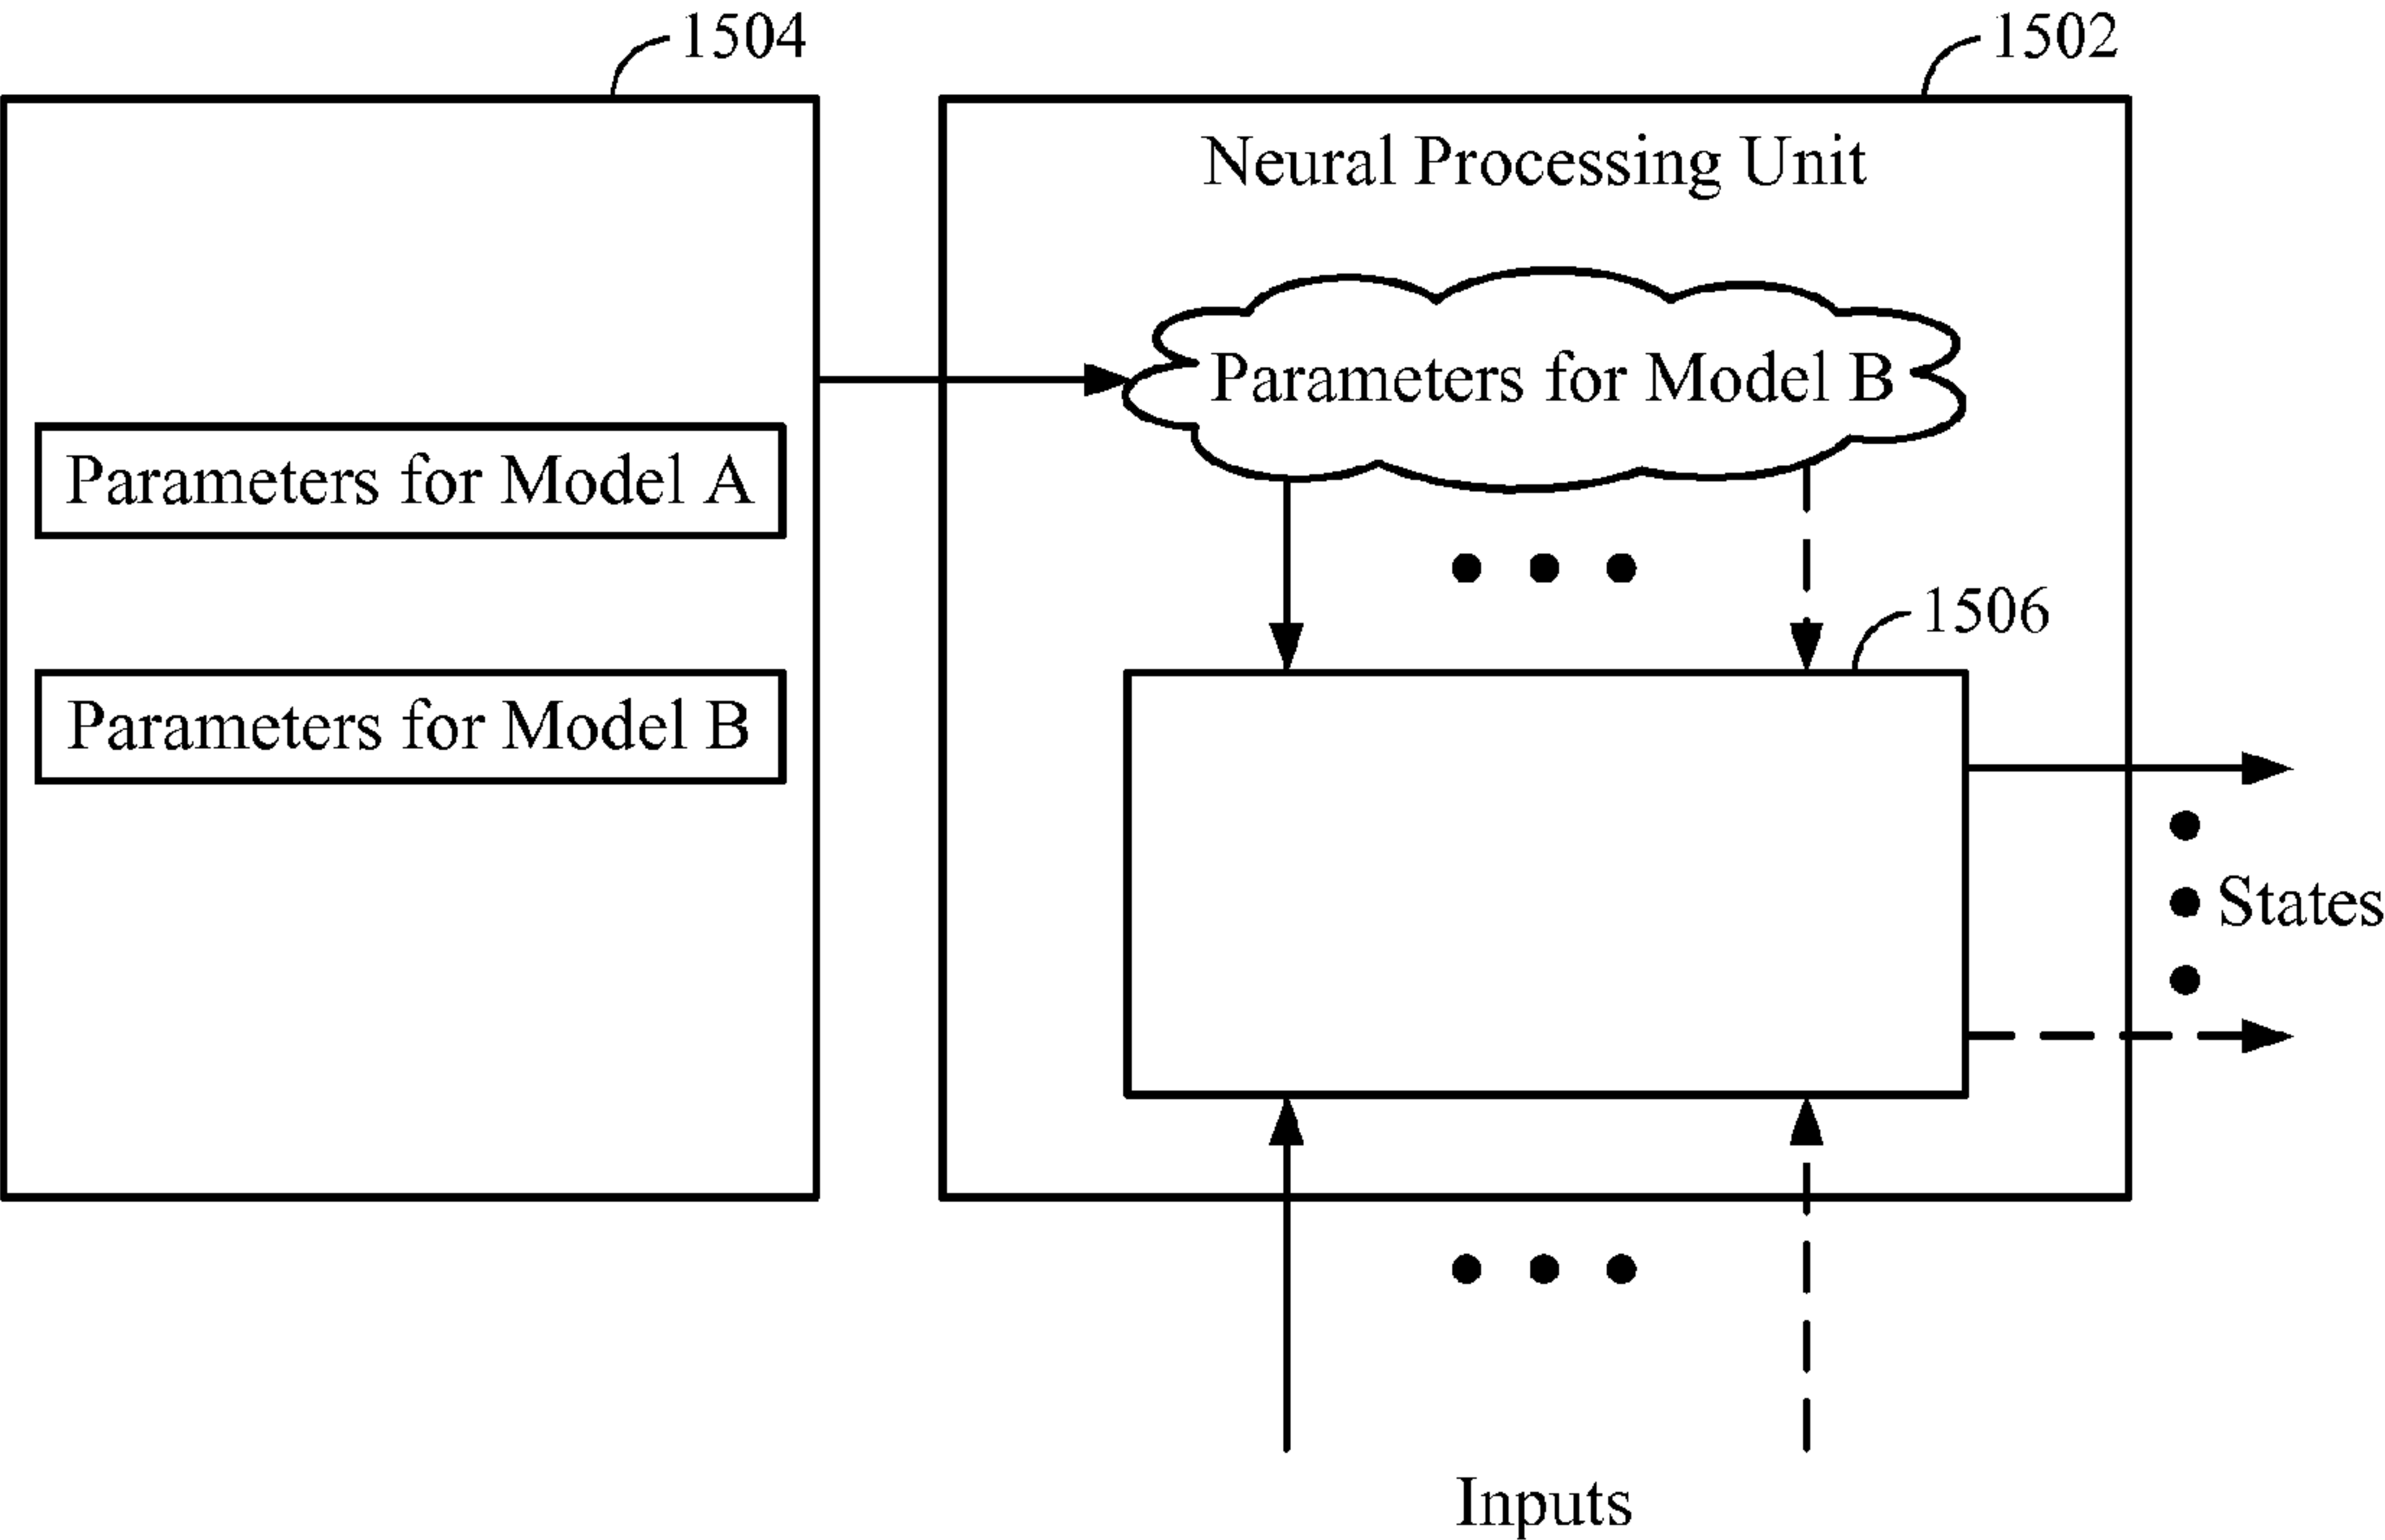 1504
1502
Neural Processing Unit
Parameters for Model B
Parameters for Model A
1506
Parameters for Model B
States
Inputs